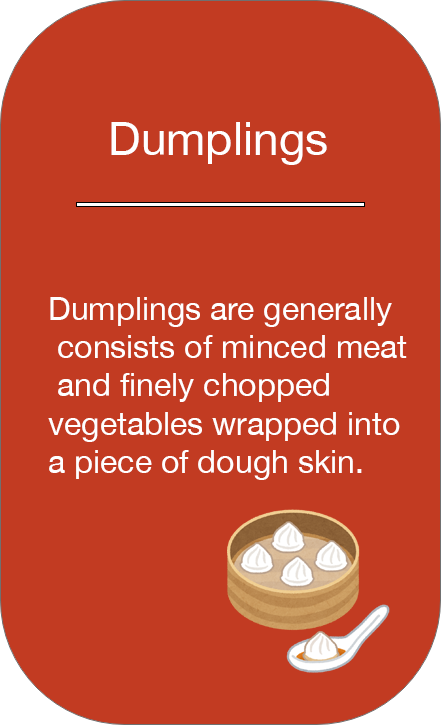 Dumplings
Dumplings are generally
consists of minced meat
and finely chopped
vegetables wrapped into
a piece of dough skin.